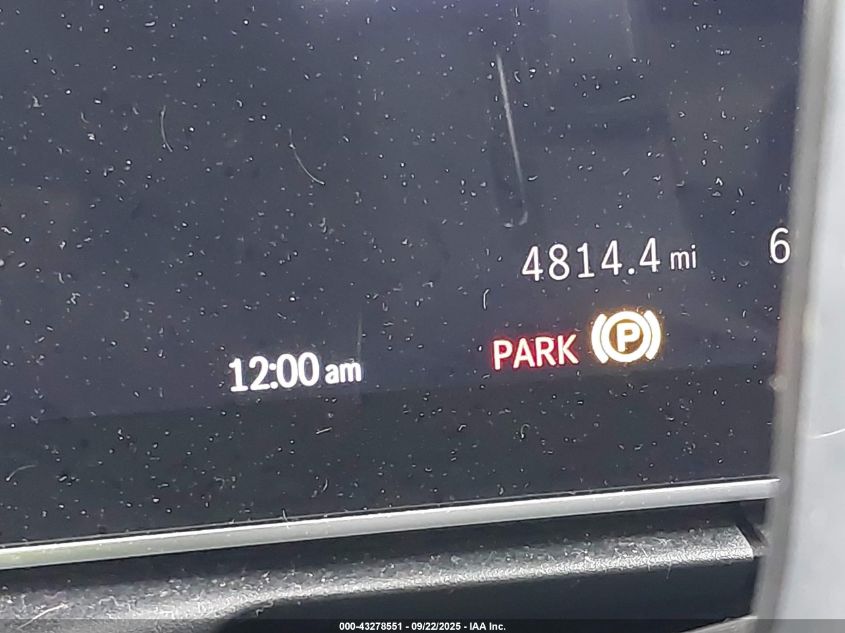 4814.4 mi 6
PARK (P)
12:00 am
000-43278551 - 09/22/2025 - IAA Inc.